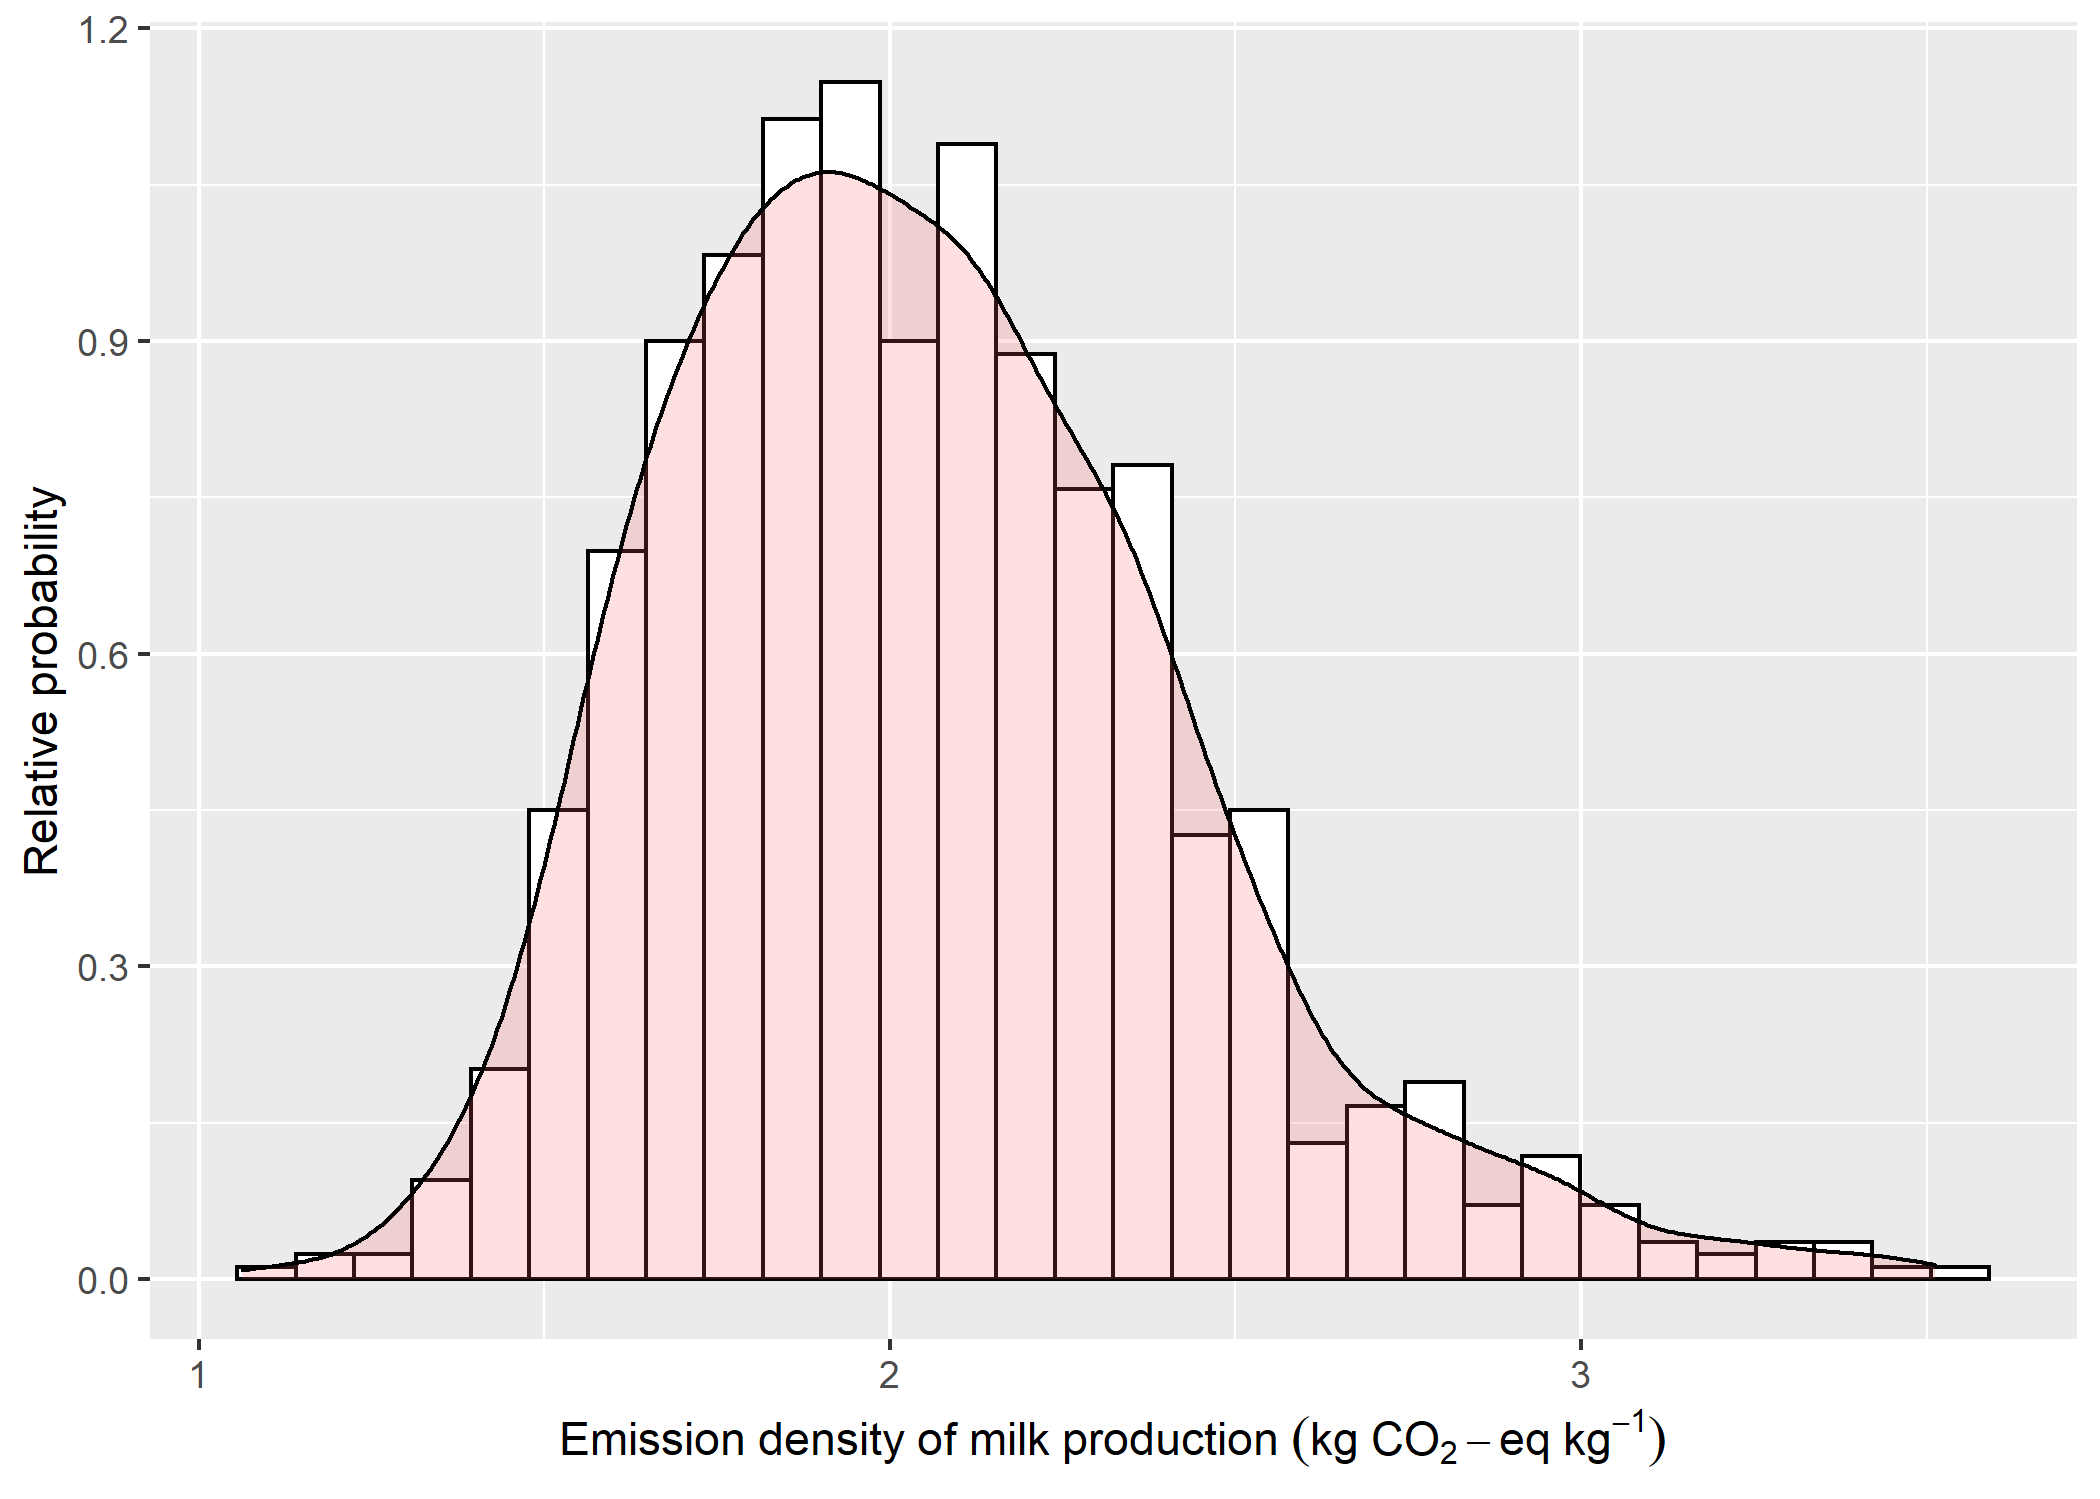 1.2
0.9
0.6
0.3
0.0
Relative probability
1 2 3
Emission density of milk production (kg CO₂ – eq kg⁻¹)